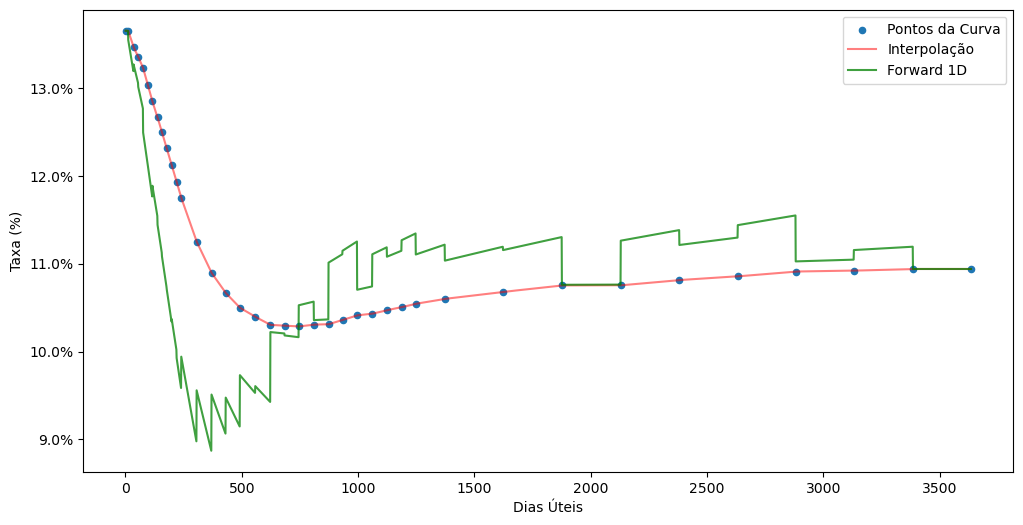 Pontos da Curva
Interpolação
Forward 1D
Taxa (%)
13.0%
12.0%
11.0%
10.0%
9.0%
0 500 1000 1500 2000 2500 3000 3500
Dias Úteis